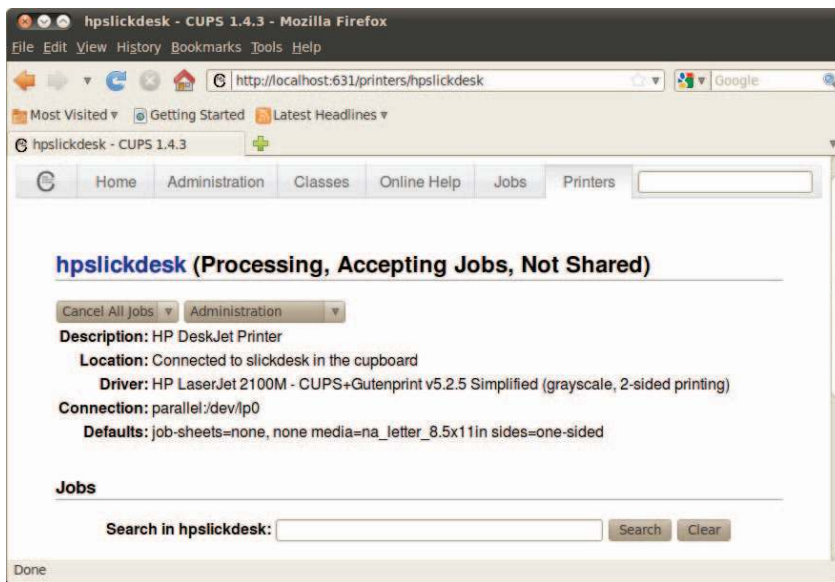 hpslickdesk - CUPS 1.4.3 - Mozilla Firefox
File Edit View History Bookmarks Tools Help
http://localhost:631/printers/hpslickdesk Google
Most Visited Getting Started Latest Headlines
hpslickdesk - CUPS 1.4.3
Home Administration Classes Online Help Jobs Printers
hpslickdesk (Processing, Accepting Jobs, Not Shared)
Cancel All Jobs Administration
Description: HP DeskJet Printer
Location: Connected to slickdesk in the cupboard
Driver: HP LaserJet 2100M - CUPS+Gutenprint v5.2.5 Simplified (grayscale, 2-sided printing)
Connection: parallel:/dev/lp0
Defaults: job-sheets=none, none media=na_letter_8.5x11in sides=one-sided
Jobs
Search in hpslickdesk: Search Clear
Done